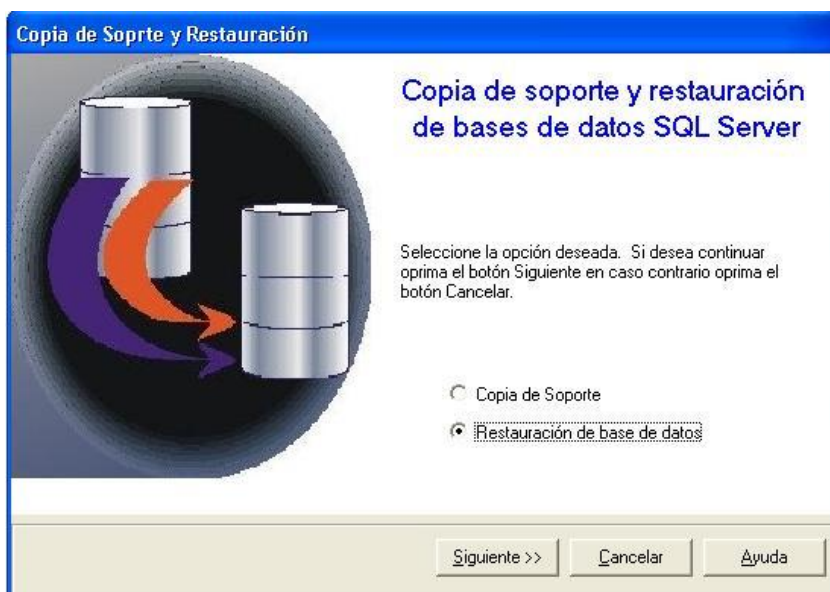 Copia de Soprte y Restauración
Copia de soporte y restauración
de bases de datos SQL Server
Seleccione la opción deseada. Si desea continuar
oprima el botón Siguiente en caso contrario oprima el
botón Cancelar.
Copia de Soporte
Restauración de base de datos
Siguiente >>
Cancelar
Ayuda